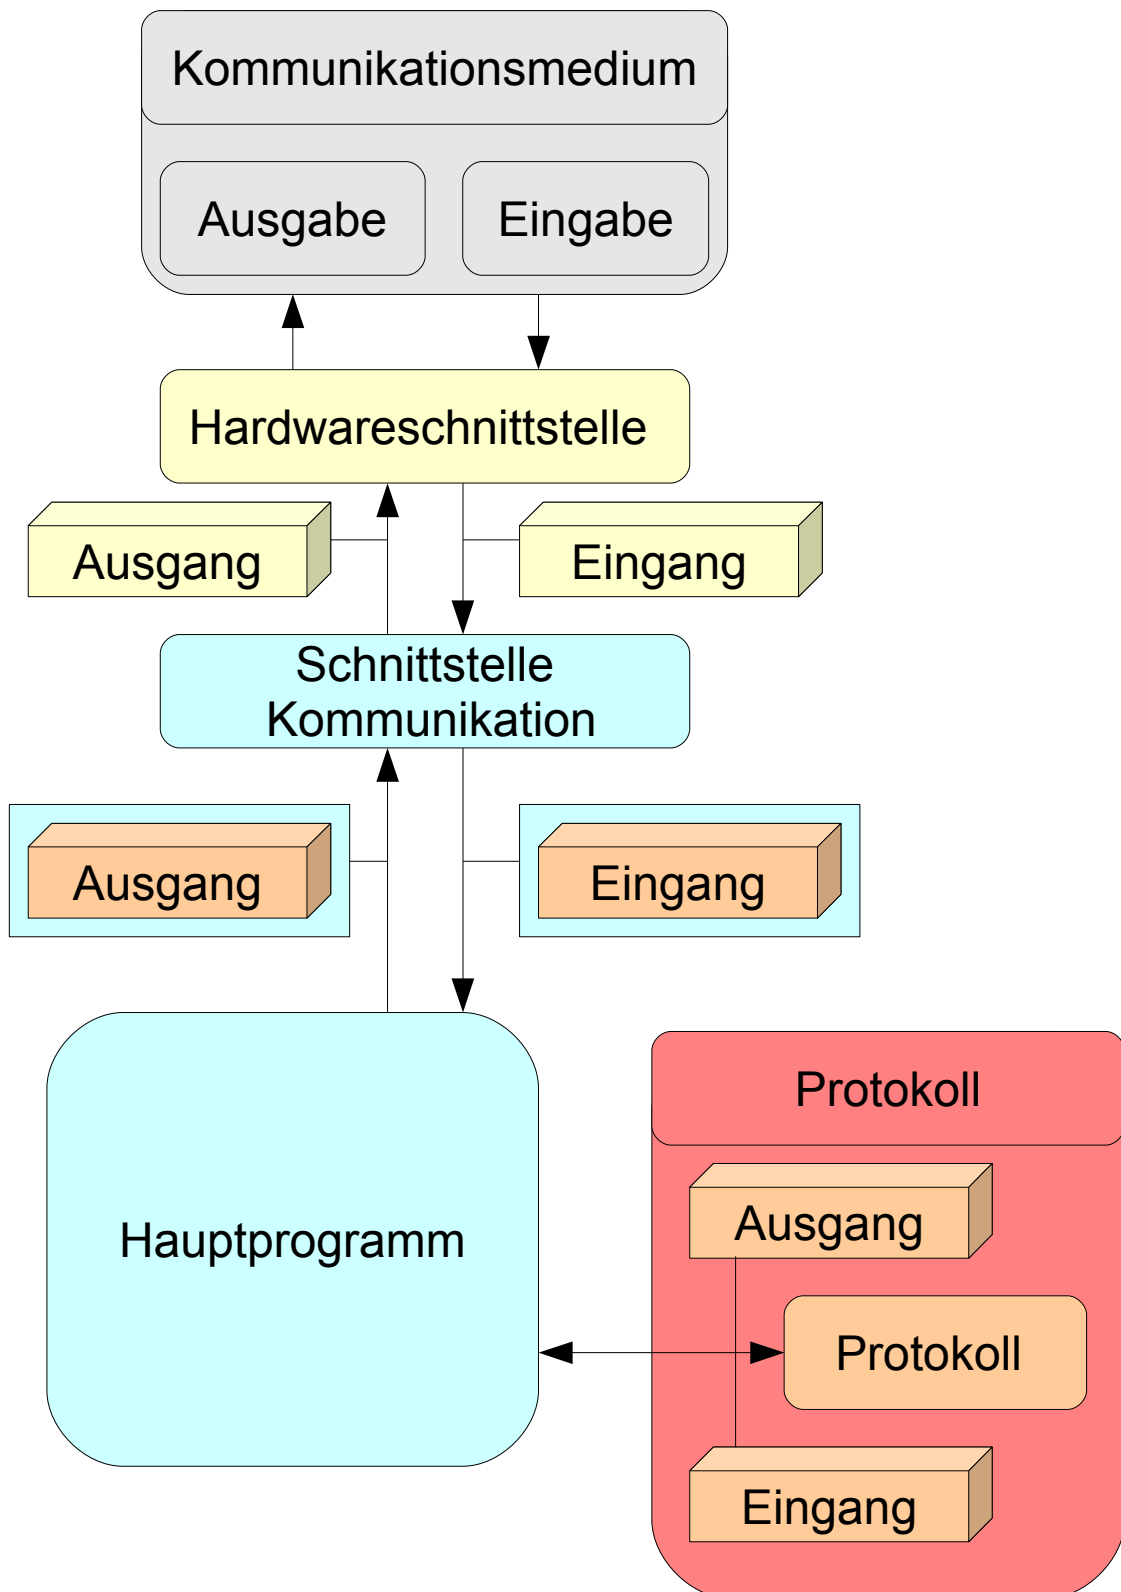 Kommunikationsmedium
Ausgabe
Eingabe
Hardwareschnittstelle
Ausgang
Eingang
Schnittstelle
Kommunikation
Ausgang
Eingang
Hauptprogramm
Protokoll
Ausgang
Protokoll
Eingang